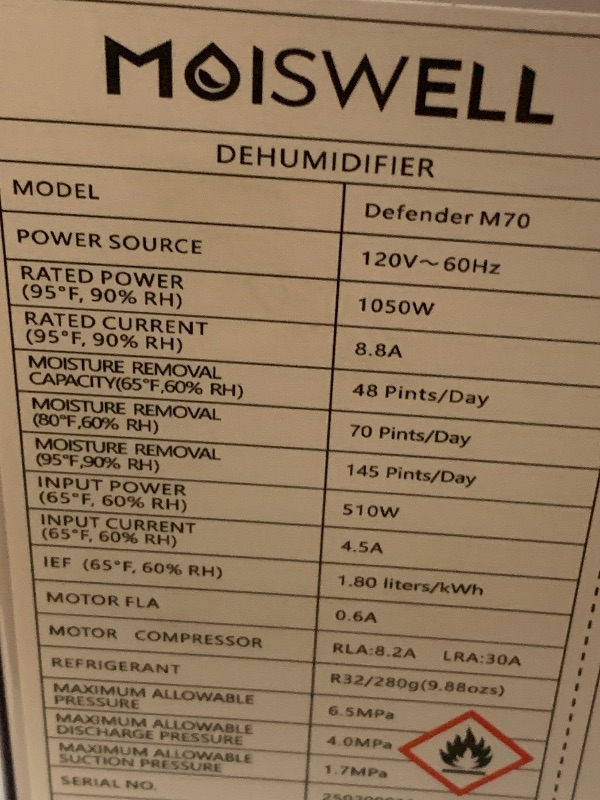 MOISWELL
DEHUMIDIFIER
MODEL Defender M70
POWER SOURCE 120V～60Hz
RATED POWER
(95°F, 90% RH) 1050W
RATED CURRENT
(95°F, 90% RH) 8.8A
MOISTURE REMOVAL
CAPACITY(65°F,60% RH) 48 Pints/Day
MOISTURE REMOVAL
(80°F,60% RH) 70 Pints/Day
MOISTURE REMOVAL
(95°F,90% RH) 145 Pints/Day
INPUT POWER
(65°F, 60% RH) 510W
INPUT CURRENT
(65°F, 60% RH) 4.5A
IEF (65°F, 60% RH) 1.80 liters/kWh
MOTOR FLA 0.6A
MOTOR COMPRESSOR RLA:8.2A LRA:30A
REFRIGERANT R32/280g(9.88ozs)
MAXIMUM ALLOWABLE
PRESSURE 6.5MPa
MAXIMUM ALLOWABLE
DISCHARGE PRESSURE 4.0MPa
MAXIMUM ALLOWABLE
SUCTION PRESSURE 1.7MPa
SERIAL NO.